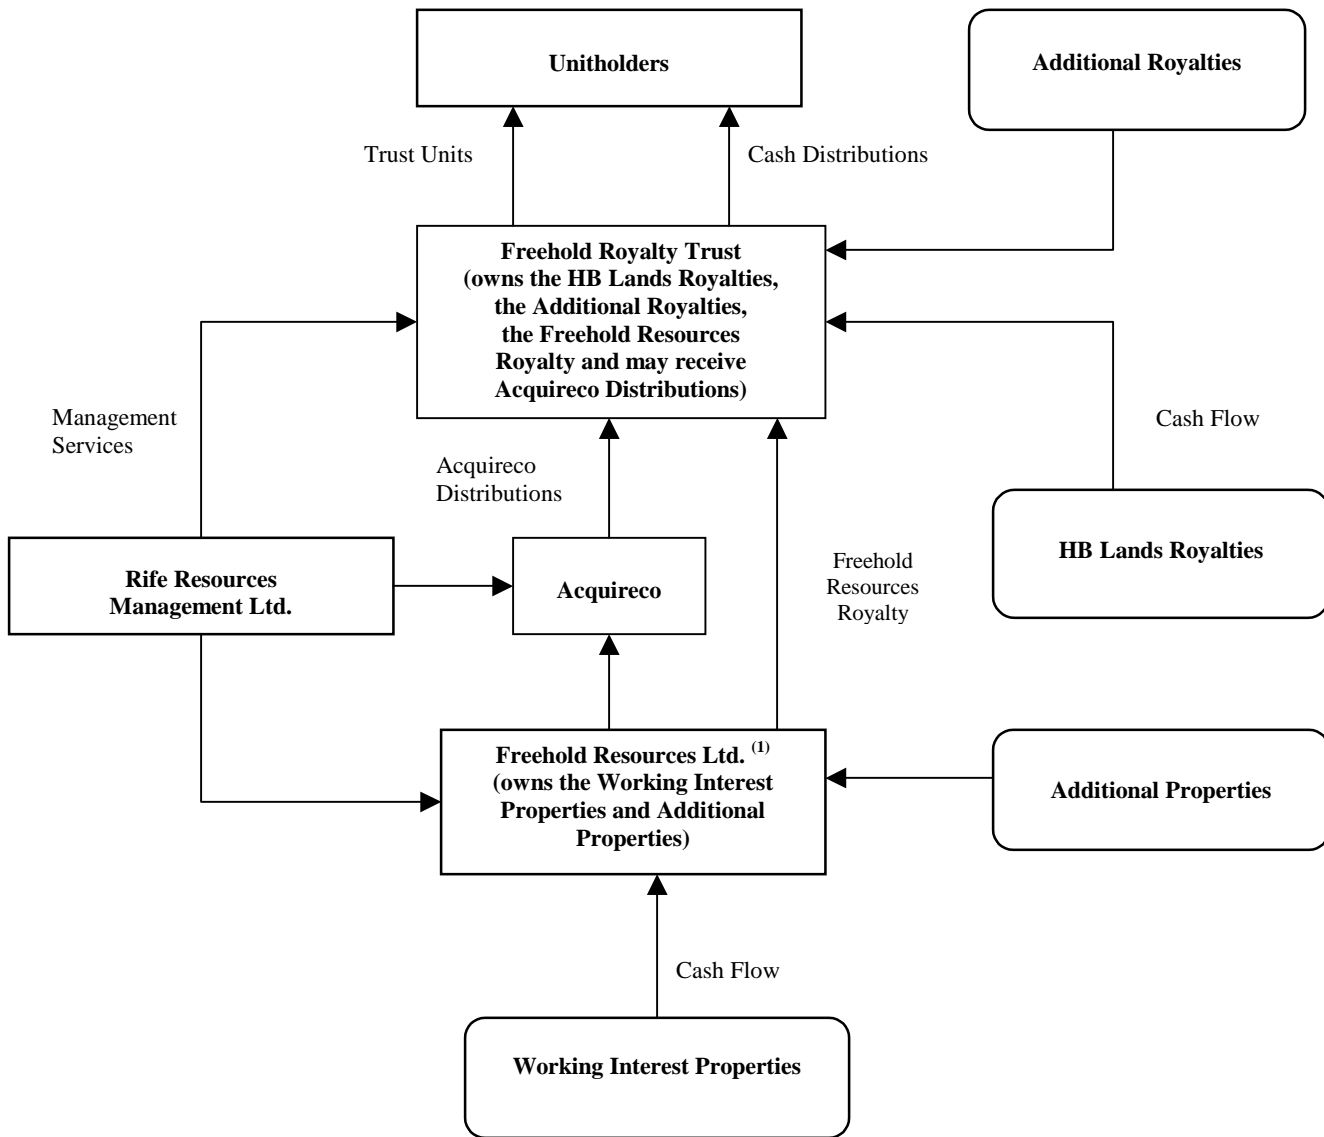 Unitholders
Additional Royalties
Trust Units
Cash Distributions
Freehold Royalty Trust
(owns the HB Lands Royalties,
the Additional Royalties,
the Freehold Resources
Royalty and may receive
Acquireco Distributions)
Management
Services
Cash Flow
Acquireco
Distributions
HB Lands Royalties
Rife Resources
Management Ltd.
Acquireco
Freehold
Resources
Royalty
Freehold Resources Ltd. (1)
(owns the Working Interest
Properties and Additional
Properties)
Additional Properties
Cash Flow
Working Interest Properties